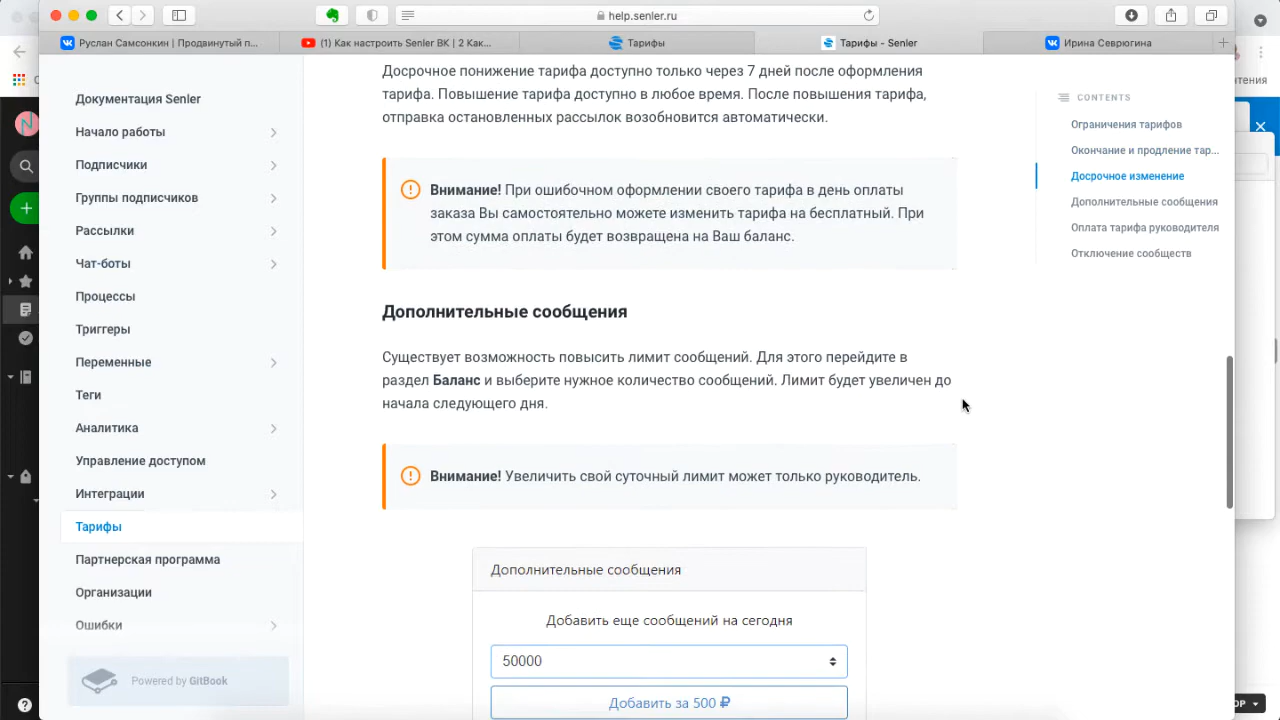 help.senler.ru
Руслан Самсонкин | Продвинутый п...
(1) Как настроить Senler ВК | 2 Как...
Тарифы
Тарифы - Senler
Ирина Севрюгина
Документация Senler
Начало работы
Подписчики
Группы подписчиков
Рассылки
Чат-боты
Процессы
Триггеры
Переменные
Теги
Аналитика
Управление доступом
Интеграции
Тарифы
Партнерская программа
Организации
Ошибки
Powered by GitBook
Досрочное понижение тарифа доступно только через 7 дней после оформления
тарифа. Повышение тарифа доступно в любое время. После повышения тарифа,
отправка остановленных рассылок возобновится автоматически.
Внимание! При ошибочном оформлении своего тарифа в день оплаты
заказа Вы самостоятельно можете изменить тарифа на бесплатный. При
этом сумма оплаты будет возвращена на Ваш баланс.
Дополнительные сообщения
Существует возможность повысить лимит сообщений. Для этого перейдите в
раздел Баланс и выберите нужное количество сообщений. Лимит будет увеличен до
начала следующего дня.
Внимание! Увеличить свой суточный лимит может только руководитель.
Дополнительные сообщения
Добавить еще сообщений на сегодня
50000
Добавить за 500 ₽
CONTENTS
Ограничения тарифов
Окончание и продление тар...
Досрочное изменение
Дополнительные сообщения
Оплата тарифа руководителя
Отключение сообществ